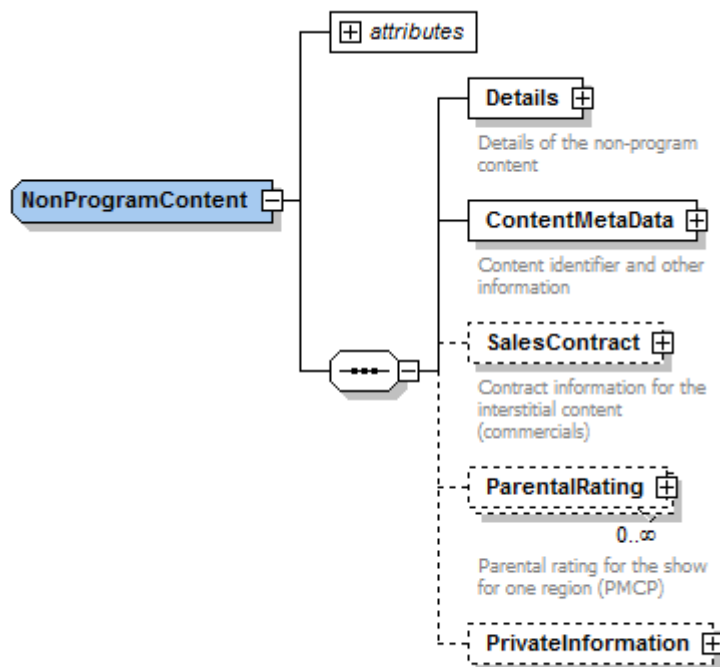 attributes
Details
Details of the non-program
content
NonProgramContent
ContentMetaData
Content identifier and other
information
SalesContract
Contract information for the
interstitial content
(commercials)
ParentalRating
0..∞
Parental rating for the show
for one region (PMCP)
PrivateInformation